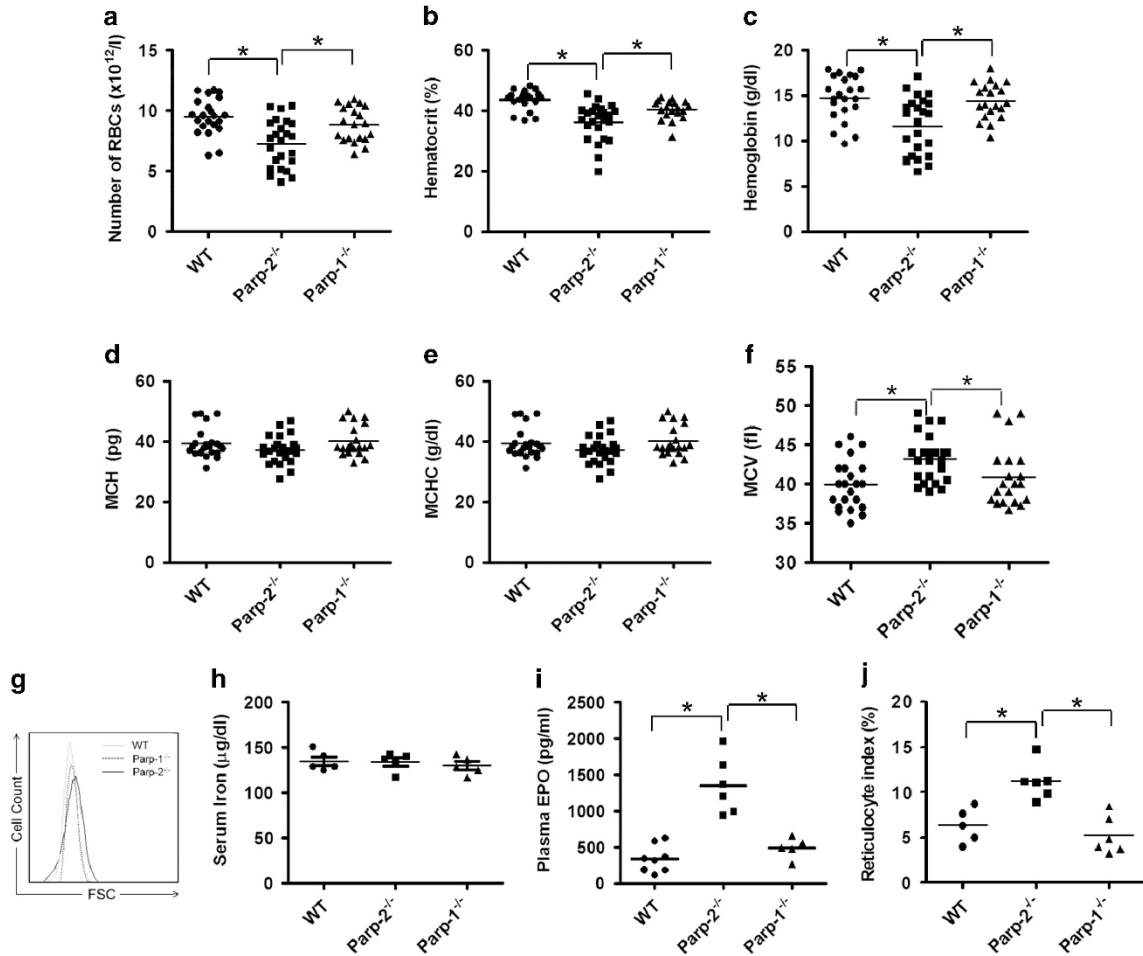 a
Number of RBCs (x10¹²/l)
15
10
5
0
*
*
WT
Parp-2⁻/⁻
Parp-1⁻/⁻
b
Hematocrit (%)
60
40
20
0
*
*
WT
Parp-2⁻/⁻
Parp-1⁻/⁻
c
Hemoglobin (g/dl)
20
15
10
5
0
*
*
WT
Parp-2⁻/⁻
Parp-1⁻/⁻
d
MCH (pg)
60
40
20
0
WT
Parp-2⁻/⁻
Parp-1⁻/⁻
e
MCHC (g/dl)
60
40
20
0
WT
Parp-2⁻/⁻
Parp-1⁻/⁻
f
MCV (fl)
50
45
40
35
30
*
*
WT
Parp-2⁻/⁻
Parp-1⁻/⁻
g
Cell Count
WT
Parp-1⁻/⁻
Parp-2⁻/⁻
FSC
h
Serum Iron (µg/dl)
200
150
100
50
0
WT
Parp-2⁻/⁻
Parp-1⁻/⁻
i
Plasma EPO (pg/ml)
2500
2000
1500
1000
500
0
*
*
WT
Parp-2⁻/⁻
Parp-1⁻/⁻
j
Reticulocyte index (%)
20
15
10
5
0
*
*
WT
Parp-2⁻/⁻
Parp-1⁻/⁻